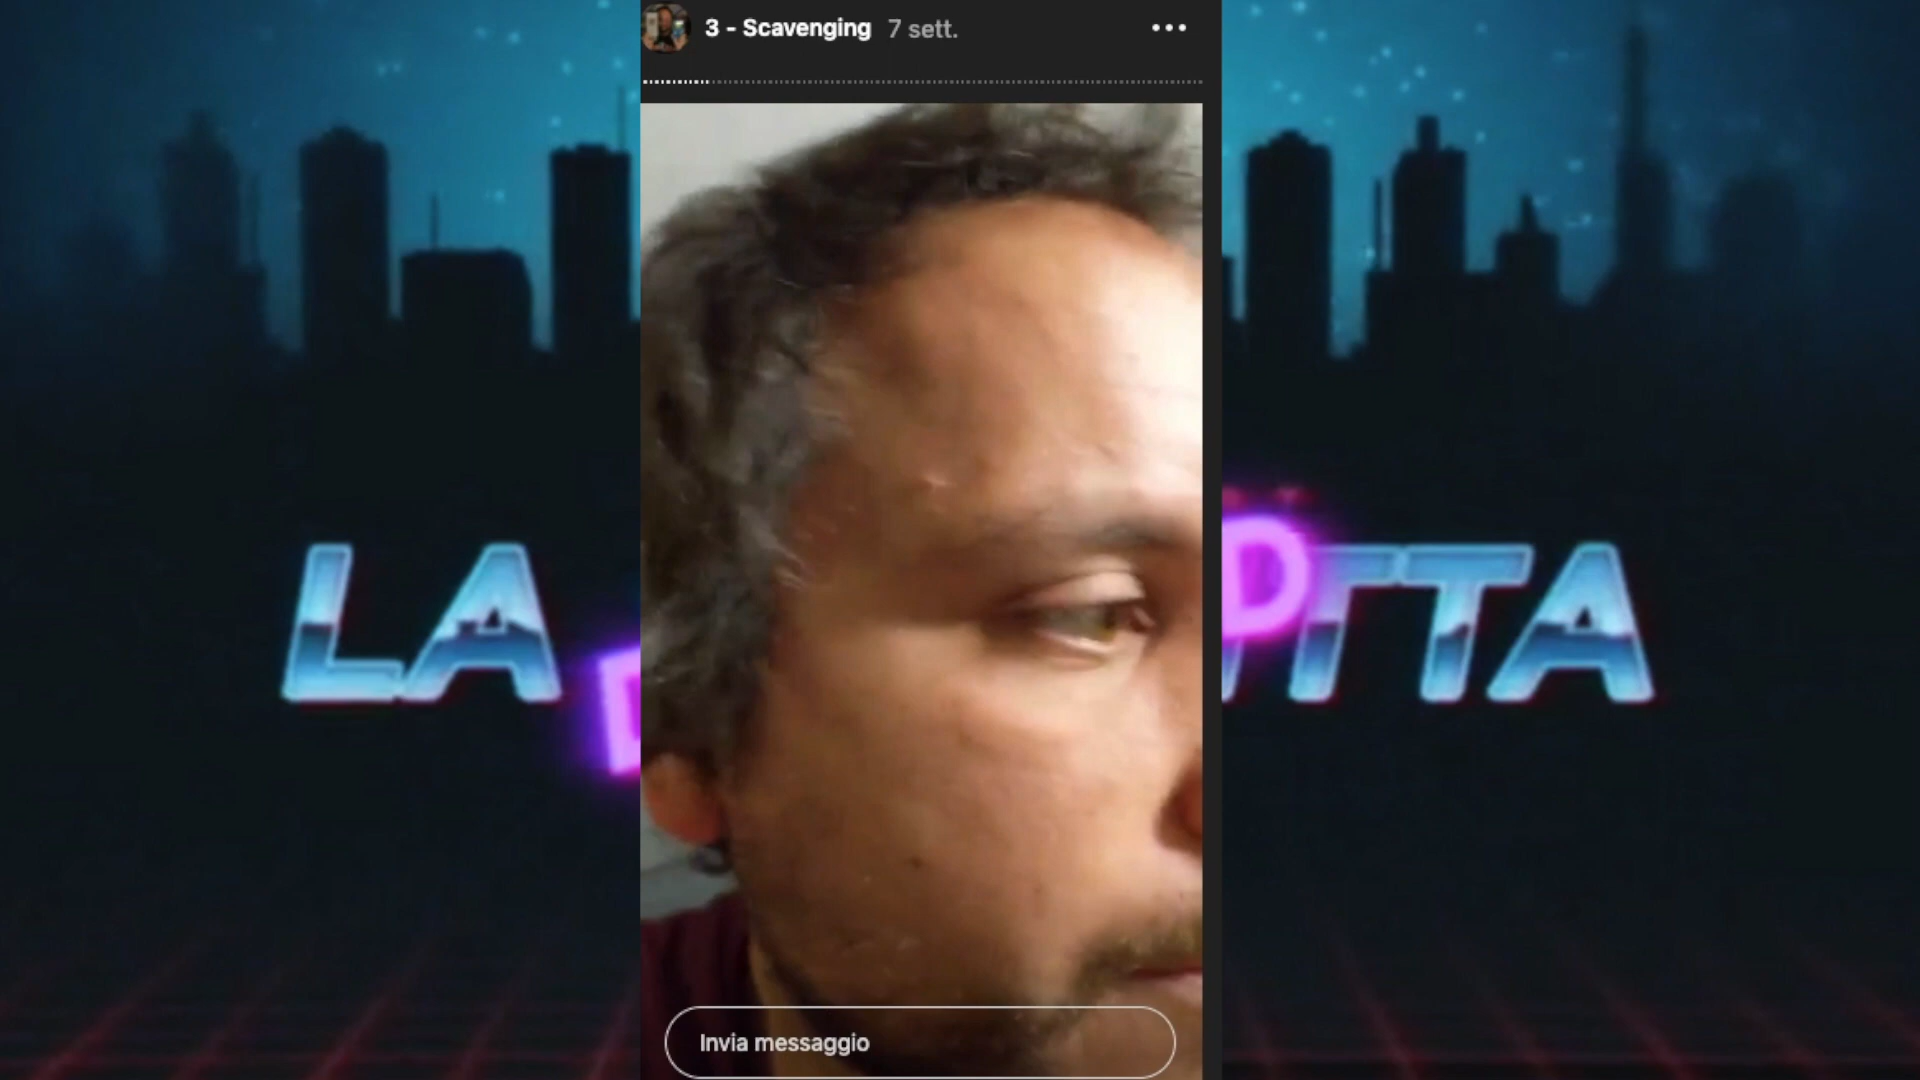 3 - Scavenging 7 sett.
LA
TTA
Invia messaggio